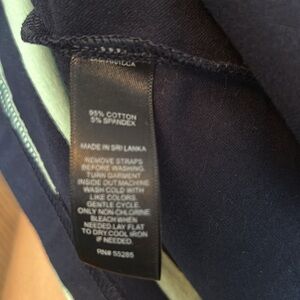 95% COTTON
5% SPANDEX
MADE IN SRI LANKA
REMOVE STRAPS
BEFORE WASHING.
TURN GARMENT
INSIDE OUT MACHINE
WASH COLD WITH
LIKE COLORS.
GENTLE CYCLE.
ONLY NON-CHLORINE
BLEACH WHEN
NEEDED.LAY FLAT
TO DRY.COOL IRON
IF NEEDED.
RN# 55285